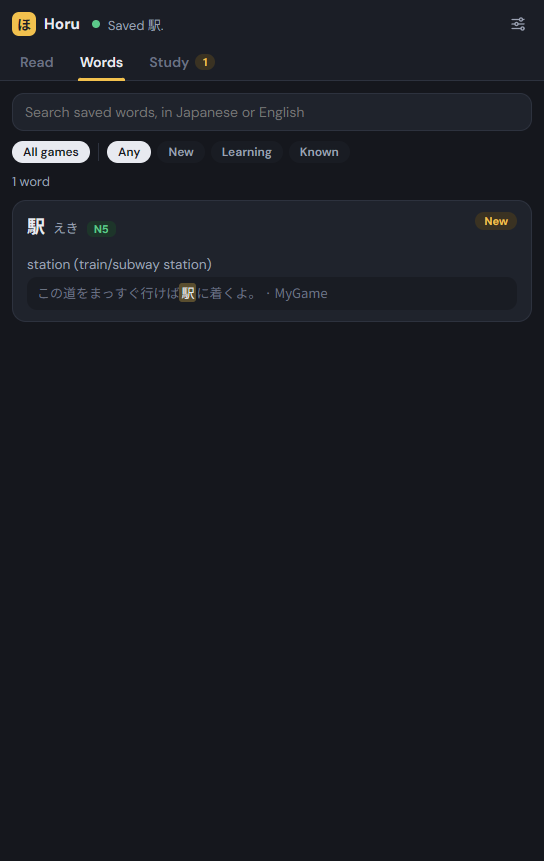 ほ Horu Saved 駅.
Read Words Study 1
Search saved words, in Japanese or English
All games Any New Learning Known
1 word
駅 えき N5 New
station (train/subway station)
この道をまっすぐ行けば駅に着くよ。 · MyGame